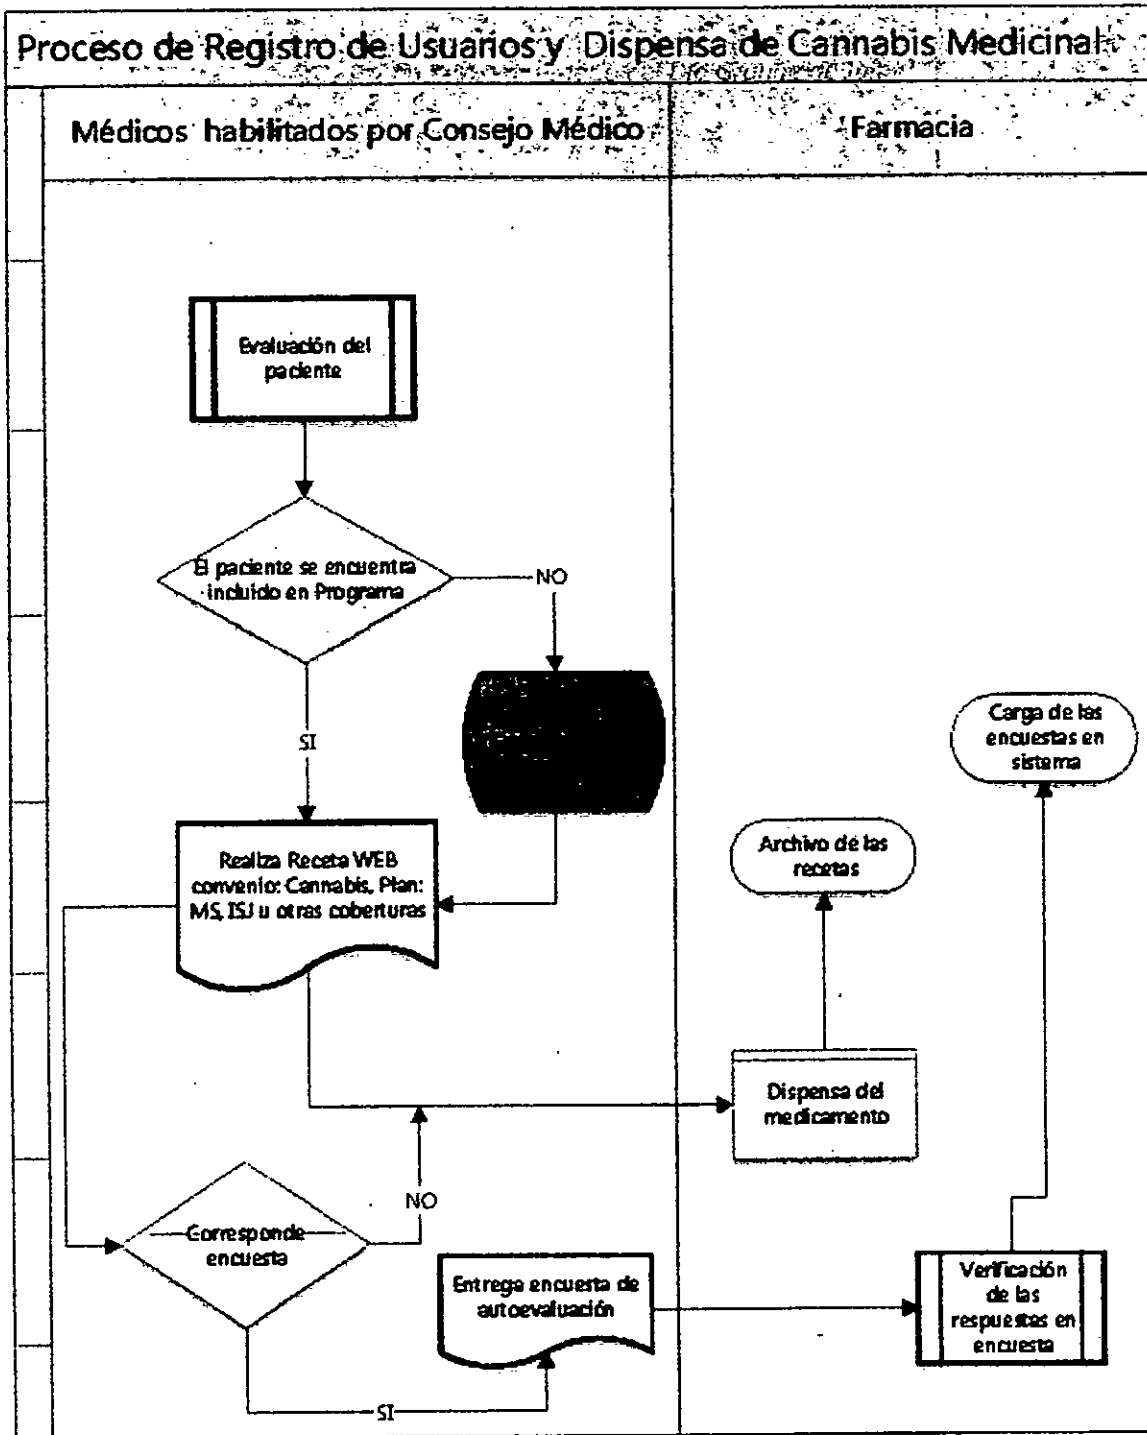 Proceso de Registro de Usuarios y Dispensa de Cannabis Medicinal
Médicos habilitados por Consejo Médico
Farmacia
Evaluación del
paciente
El paciente se encuentra
incluído en Programa
NO
SI
Carga de las
encuestas en
sistema
Realiza Receta WEB
convenio: Cannabis, Plan:
MS, ISJ u otras coberturas
Archivo de las
recetas
Dispensa del
medicamento
NO
Corresponde
encuesta
Entrega encuesta de
autoevaluación
Verificación
de las
respuestas en
encuesta
SI